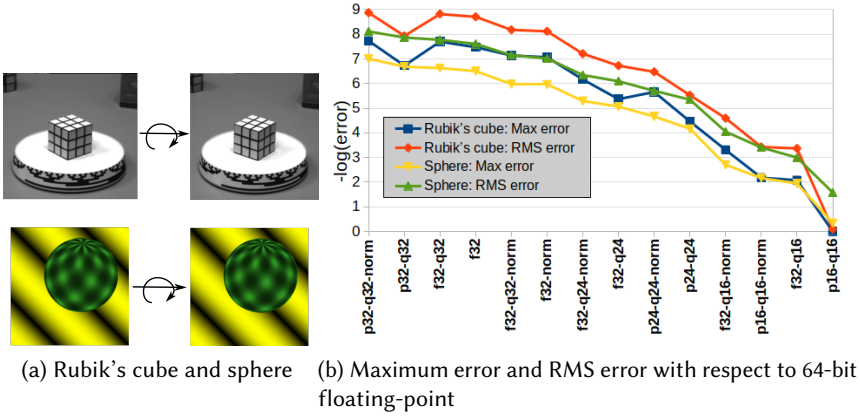 9
8
7
6
5
4
3
2
1
0
-log(error)
Rubik's cube: Max error
Rubik's cube: RMS error
Sphere: Max error
Sphere: RMS error
p32-q32-norm
p32-q32
f32-q32
f32
f32-q32-norm
f32-norm
f32-q24-norm
f32-q24
p24-q24-norm
p24-q24
f32-q16-norm
p16-q16-norm
f32-q16
p16-q16
(a) Rubik's cube and sphere
(b) Maximum error and RMS error with respect to 64-bit
floating-point